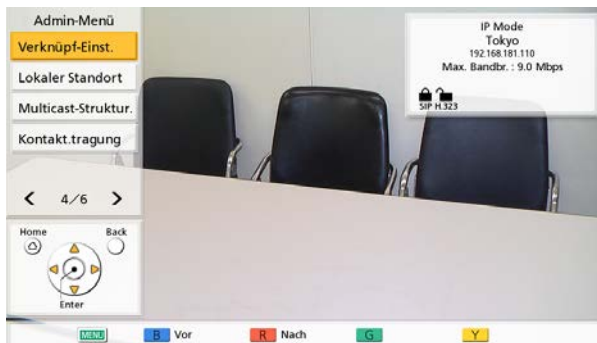 Admin-Menü
Verknüpf-Einst.
Lokaler Standort
Multicast-Struktur.
Kontakt.tragung
4/6
Home
Back
Enter
IP Mode
Tokyo
192.168.181.110
Max. Bandbr. : 9.0 Mbps
SIP H.323
MENU
B Vor
R Nach
G
Y